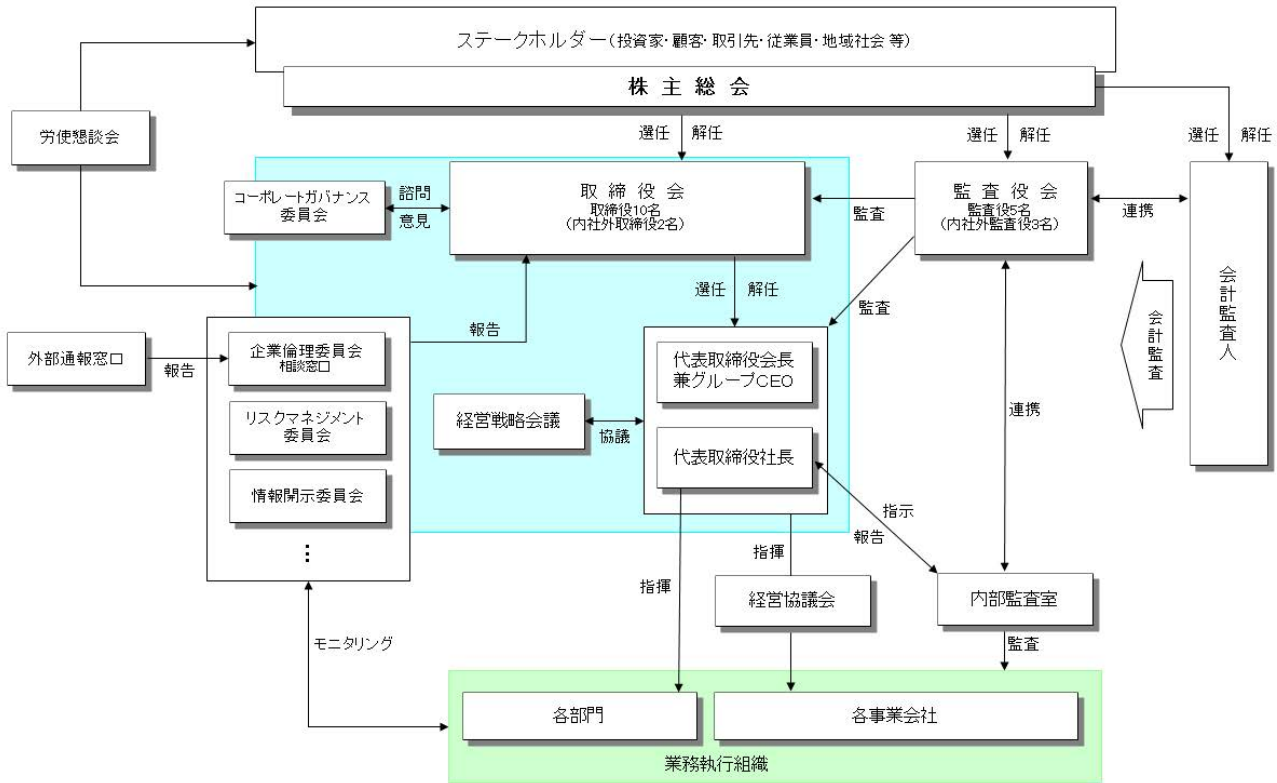 ステークホルダー(投資家・顧客・取引先・従業員・地域社会 等)
株 主 総 会
労使懇談会
選任 解任
選任 解任
選任 解任
コーポレートガバナンス
委員会
諮問
意見
取 締 役 会
取締役10名
(内社外取締役2名)
監査
監 査 役 会
監査役5名
(内社外監査役3名)
連携
会計監査人
会計監査
選任 解任
監査
報告
外部通報窓口
報告
企業倫理委員会
相談窓口
リスクマネジメント
委員会
情報開示委員会
⋮
経営戦略会議
協議
代表取締役会長
兼グループCEO
代表取締役社長
連携
指示
報告
指揮
指揮
経営協議会
内部監査室
モニタリング
監査
各部門
各事業会社
業務執行組織